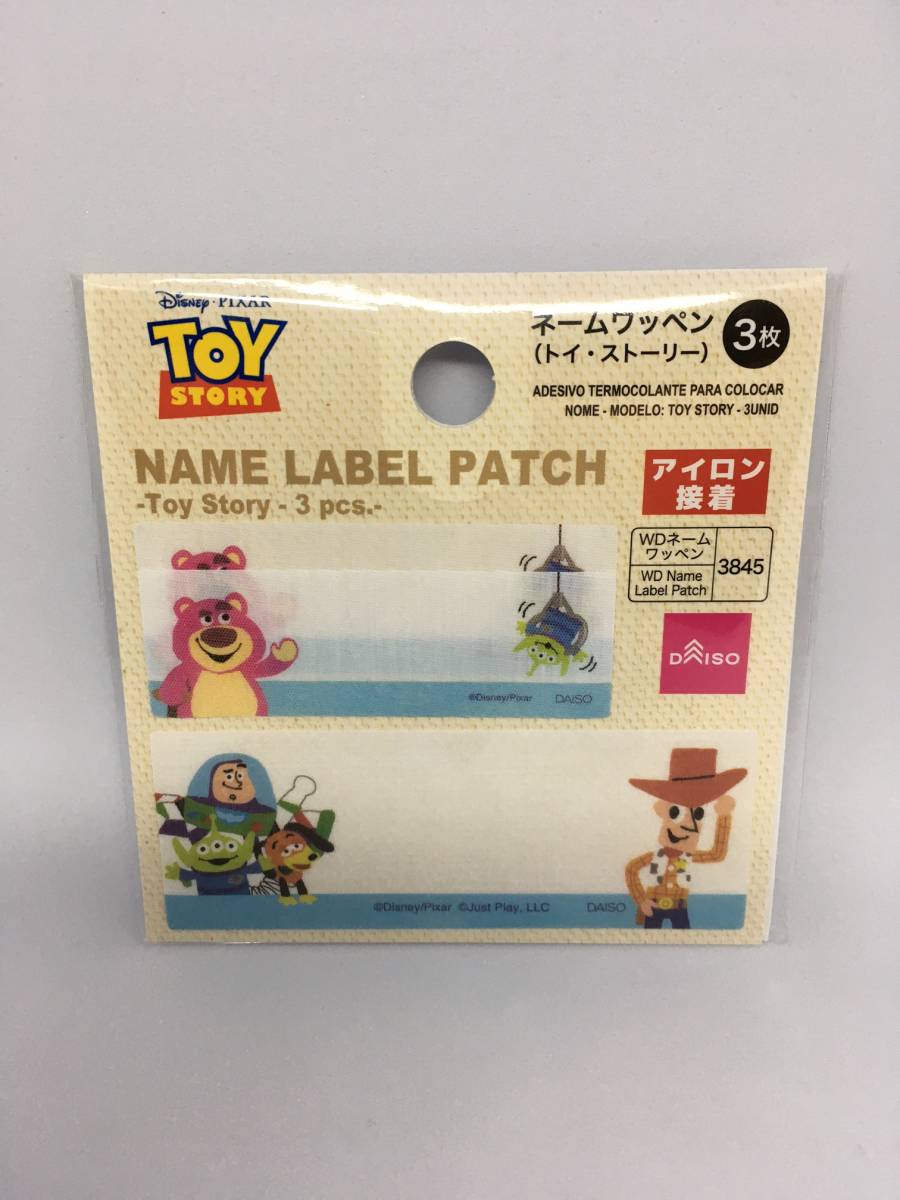 Disney · PIXAR
TOY
STORY
ネームワッペン
(トイ・ストーリー)
3枚
ADESIVO TERMOCOLANTE PARA COLOCAR
NOME - MODELO: TOY STORY - 3UNID
NAME LABEL PATCH
-Toy Story - 3 pcs.-
アイロン
接着
WDネーム
ワッペン
WD Name
Label Patch
3845
DAISO
©Disney/Pixar DAISO
©Disney/Pixar ©Just Play, LLC DAISO